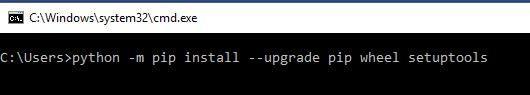 C:\Windows\system32\cmd.exe
C:\Users>python -m pip install --upgrade pip wheel setuptools